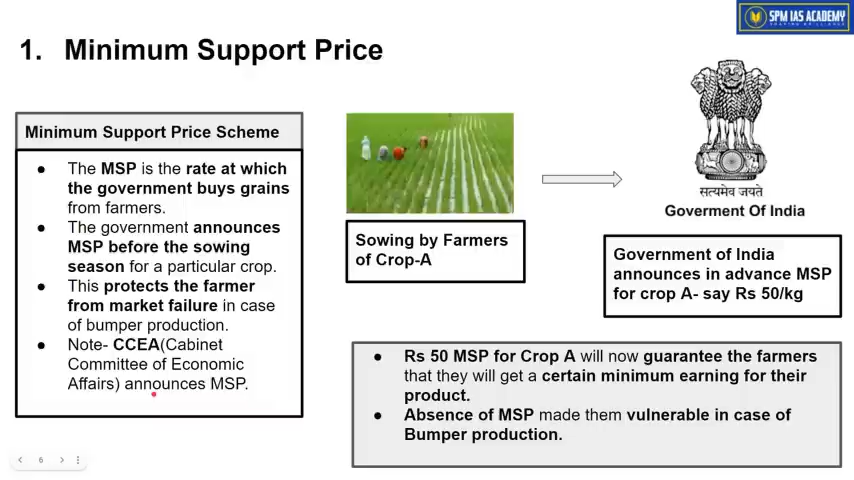 SPM IAS ACADEMY
1. Minimum Support Price
Minimum Support Price Scheme
● The MSP is the rate at which
the government buys grains
from farmers.
● The government announces
MSP before the sowing
season for a particular crop.
● This protects the farmer
from market failure in case
of bumper production.
● Note- CCEA(Cabinet
Committee of Economic
Affairs) announces MSP.
Sowing by Farmers
of Crop-A
सत्यमेव जयते
Goverment Of India
Government of India
announces in advance MSP
for crop A- say Rs 50/kg
● Rs 50 MSP for Crop A will now guarantee the farmers
that they will get a certain minimum earning for their
product.
● Absence of MSP made them vulnerable in case of
Bumper production.
6